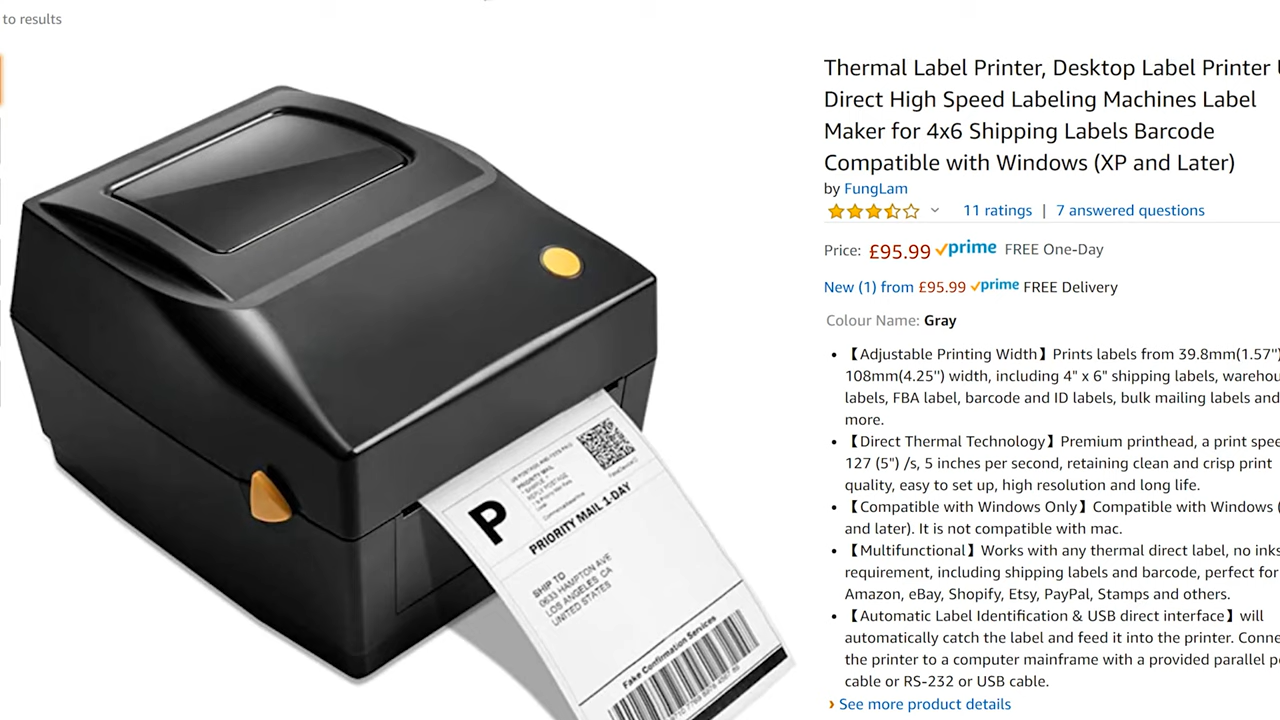 to results
Thermal Label Printer, Desktop Label Printer
Direct High Speed Labeling Machines Label
Maker for 4x6 Shipping Labels Barcode
Compatible with Windows (XP and Later)
by FungLam
11 ratings | 7 answered questions
Price: £95.99 prime FREE One-Day
New (1) from £95.99 prime FREE Delivery
Colour Name: Gray
• 【Adjustable Printing Width】Prints labels from 39.8mm(1.57")
108mm(4.25") width, including 4" x 6" shipping labels,
labels, FBA label, barcode and ID labels, bulk mailing labels and
more.
• 【Direct Thermal Technology】Premium printhead, a print
127 (5") /s, 5 inches per second, retaining clean and crisp print
quality, easy to set up, high resolution and long life.
• 【Compatible with Windows Only】Compatible with Windows (
and later). It is not compatible with mac.
• 【Multifunctional】Works with any thermal direct label, no inks
requirement, including shipping labels and barcode, perfect for
Amazon, eBay, Shopify, Etsy, PayPal, Stamps and others.
• 【Automatic Label Identification & USB direct interface】will
automatically catch the label and feed it into the printer.
the printer to a computer mainframe with a provided parallel
cable or RS-232 or USB cable.
› See more product details
PRIORITY MAIL
P
PRIORITY MAIL 1-DAY
SHIP TO
0633 HAMPTON AVE
LOS ANGELES CA
UNITED STATES
Fake Confirmation Services